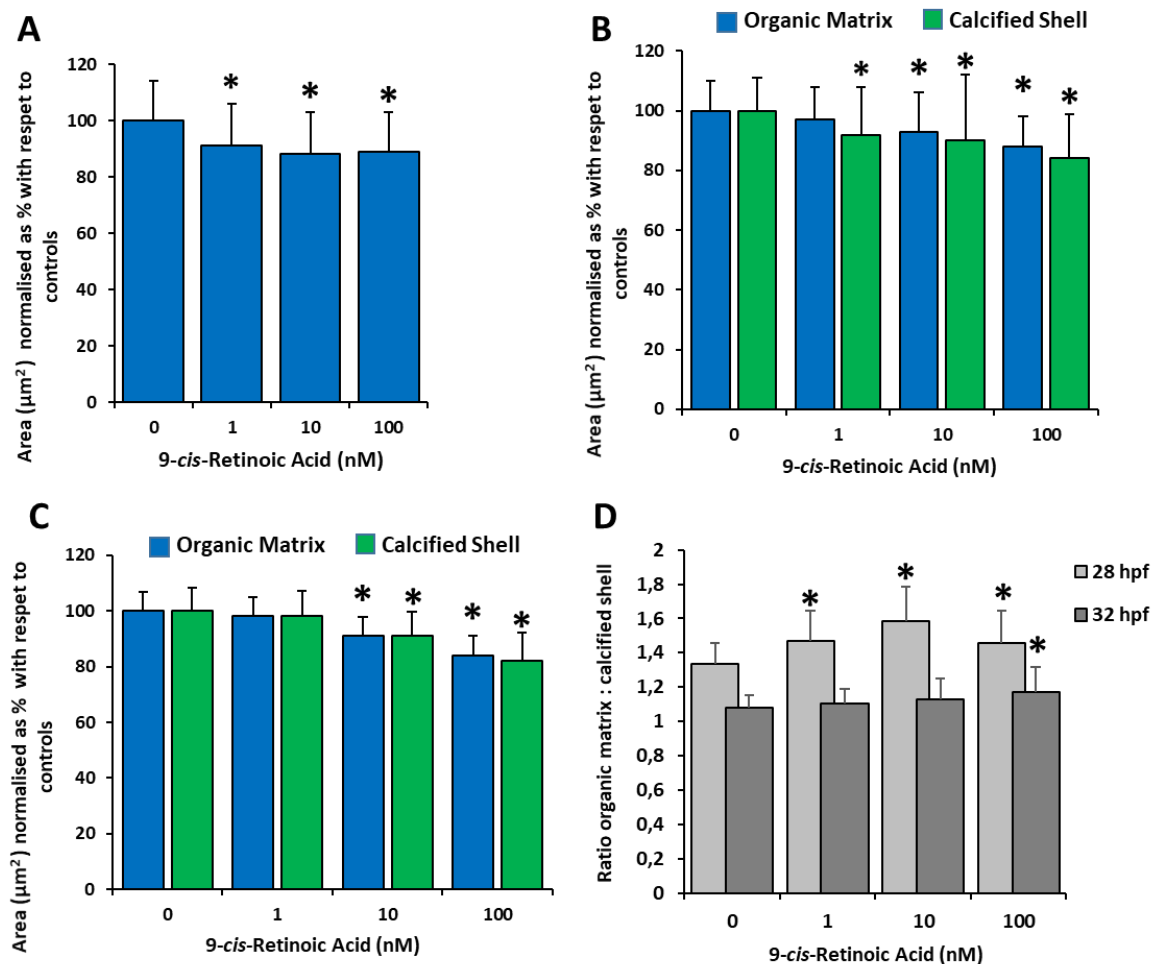 A
Area (µm²) normalised as % with respet to
controls
120
100
80
60
40
20
0
*
*
*
0 1 10 100
9-cis-Retinoic Acid (nM)
B
Organic Matrix Calcified Shell
Area (µm²) normalised as % with respet to
controls
120
100
80
60
40
20
0
* * * * *
0 1 10 100
9-cis-Retinoic Acid (nM)
C
Organic Matrix Calcified Shell
Area (µm²) normalised as % with respet to
controls
120
100
80
60
40
20
0
* * * *
0 1 10 100
9-cis-Retinoic Acid (nM)
D
Ratio organic matrix : calcified shell
2
1,8
1,6
1,4
1,2
1
0,8
0,6
0,4
0,2
0
* * * *
28 hpf
32 hpf
0 1 10 100
9-cis-Retinoic Acid (nM)